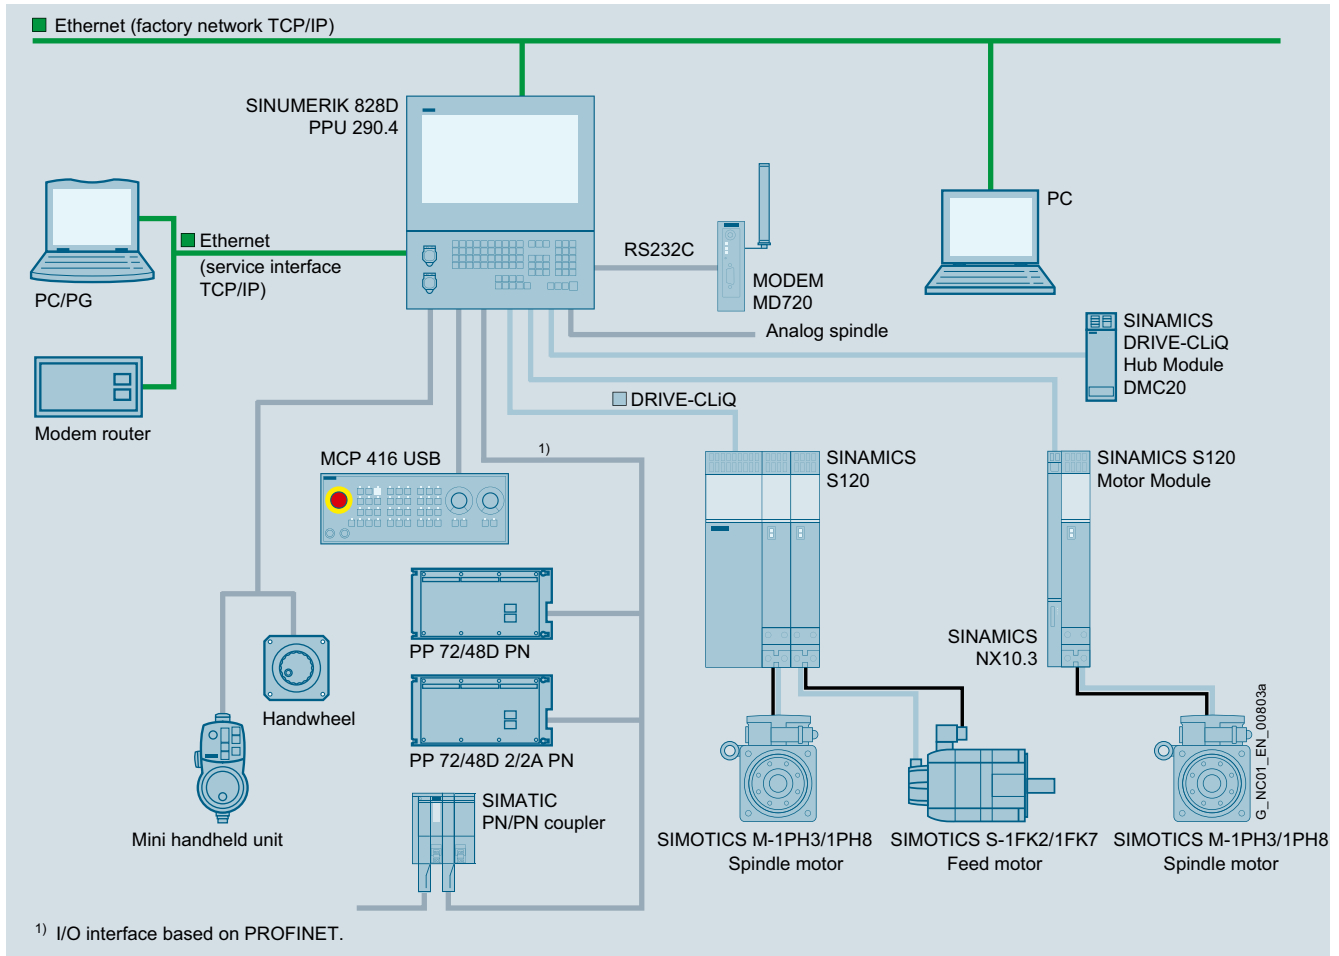 Ethernet (factory network TCP/IP)
SINUMERIK 828D
PPU 290.4
PC
Ethernet
(service interface
TCP/IP)
RS232C
PC/PG
MODEM
MD720
Analog spindle
SINAMICS
DRIVE-CLiQ
Hub Module
DMC20
DRIVE-CLiQ
Modem router
1)
MCP 416 USB
SINAMICS
S120
SINAMICS S120
Motor Module
PP 72/48D PN
SINAMICS
NX10.3
Handwheel
PP 72/48D 2/2A PN
G_NC01_EN_00803a
SIMATIC
PN/PN coupler
Mini handheld unit
SIMOTICS M-1PH3/1PH8
Spindle motor
SIMOTICS S-1FK2/1FK7
Feed motor
SIMOTICS M-1PH3/1PH8
Spindle motor
1) I/O interface based on PROFINET.